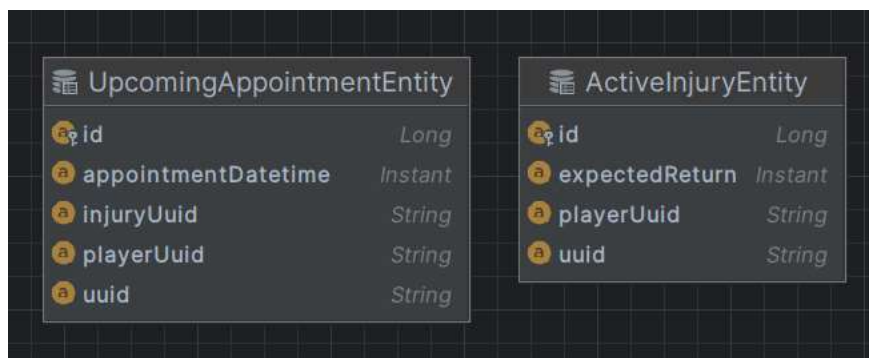 UpcomingAppointmentEntity
id Long
appointmentDatetime Instant
injuryUuid String
playerUuid String
uuid String
ActiveInjuryEntity
id Long
expectedReturn Instant
playerUuid String
uuid String